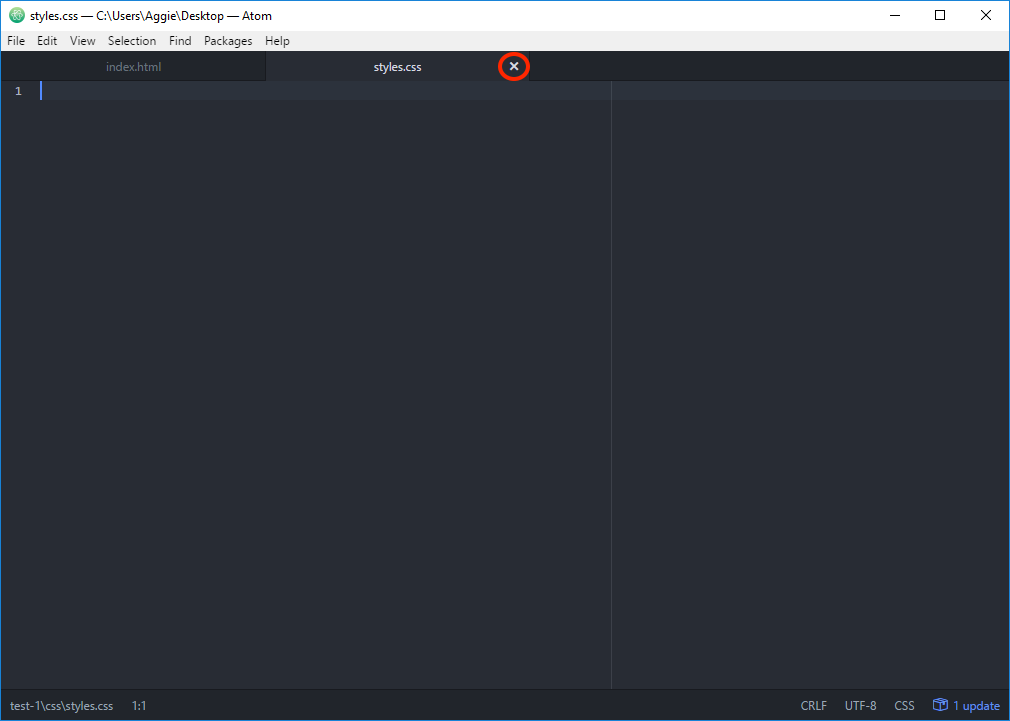 styles.css — C:\Users\Aggie\Desktop — Atom
File Edit View Selection Find Packages Help
index.html styles.css
1
test-1\css\styles.css 1:1 CRLF UTF-8 CSS 1 update